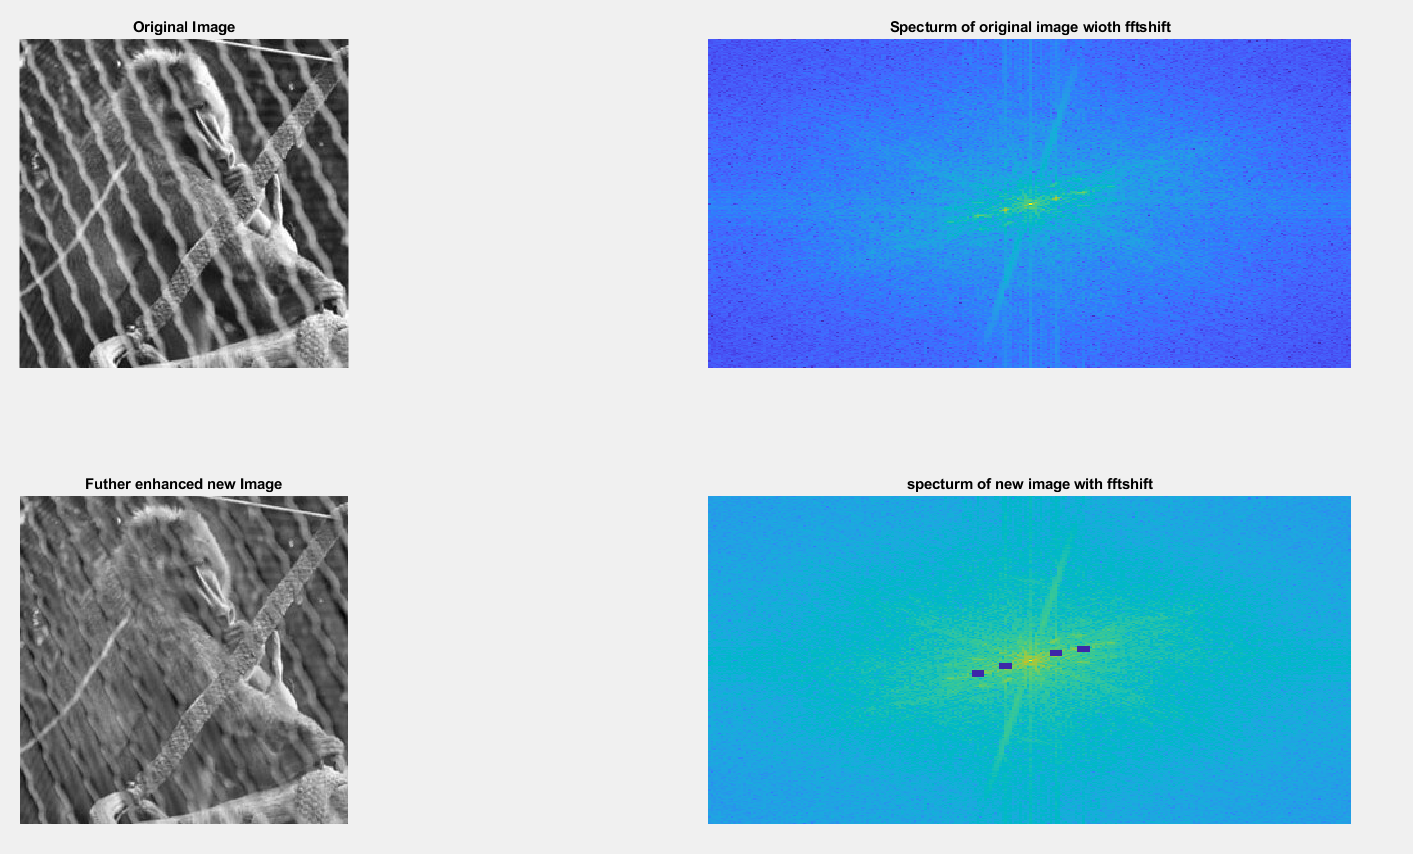 Original Image
Specturm of original image wioth fftshift
Futher enhanced new Image
specturm of new image with fftshift